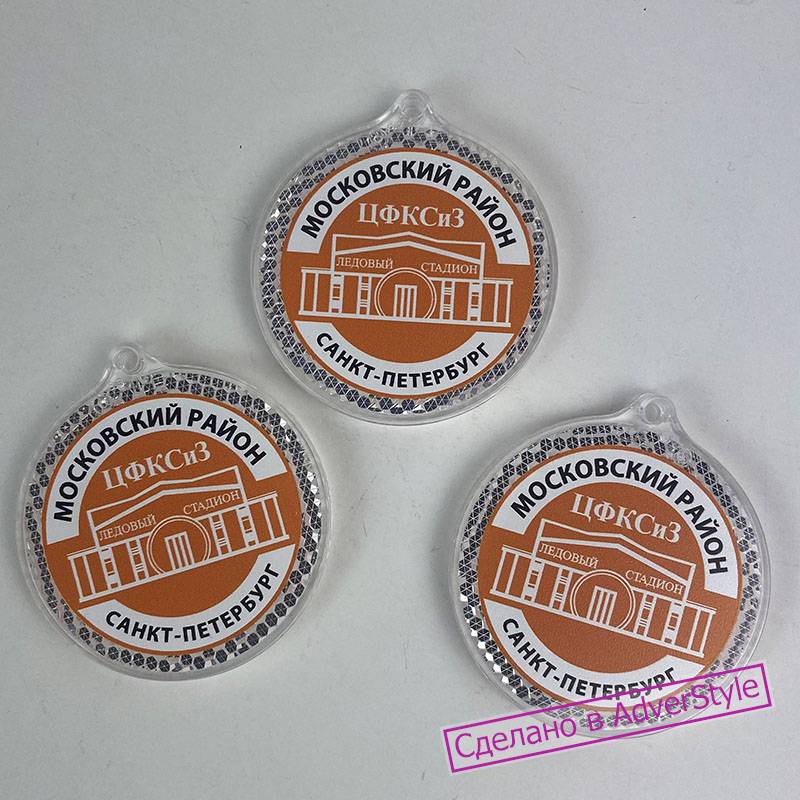 МОСКОВСКИЙ РАЙОН
ЦФКСиЗ
ЛЕДОВЫЙ СТАДИОН
САНКТ-ПЕТЕРБУРГ
МОСКОВСКИЙ РАЙОН
ЦФКСиЗ
ЛЕДОВЫЙ СТАДИОН
САНКТ-ПЕТЕРБУРГ
МОСКОВСКИЙ РАЙОН
ЦФКСиЗ
ЛЕДОВЫЙ СТАДИОН
САНКТ-ПЕТЕРБУРГ
Сделано в AdverStyle